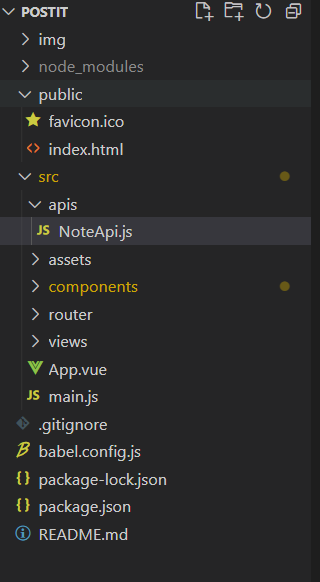 POSTIT
img
node_modules
public
favicon.ico
<> index.html
src
apis
JS NoteApi.js
assets
components
router
views
App.vue
JS main.js
.gitignore
B babel.config.js
{} package-lock.json
{} package.json
README.md